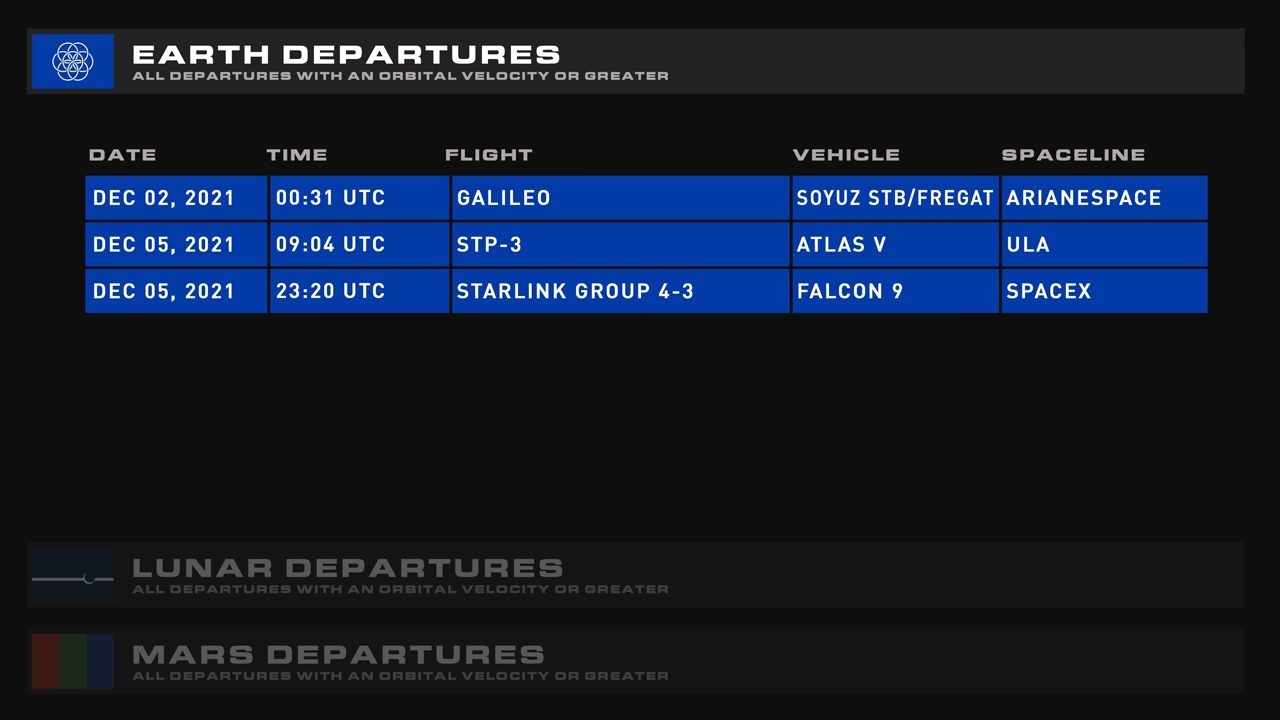 EARTH DEPARTURES
ALL DEPARTURES WITH AN ORBITAL VELOCITY OR GREATER
DATE TIME FLIGHT VEHICLE SPACELINE
DEC 02, 2021 00:31 UTC GALILEO SOYUZ STB/FREGAT ARIANESPACE
DEC 05, 2021 09:04 UTC STP-3 ATLAS V ULA
DEC 05, 2021 23:20 UTC STARLINK GROUP 4-3 FALCON 9 SPACEX
LUNAR DEPARTURES
ALL DEPARTURES WITH AN ORBITAL VELOCITY OR GREATER
MARS DEPARTURES
ALL DEPARTURES WITH AN ORBITAL VELOCITY OR GREATER